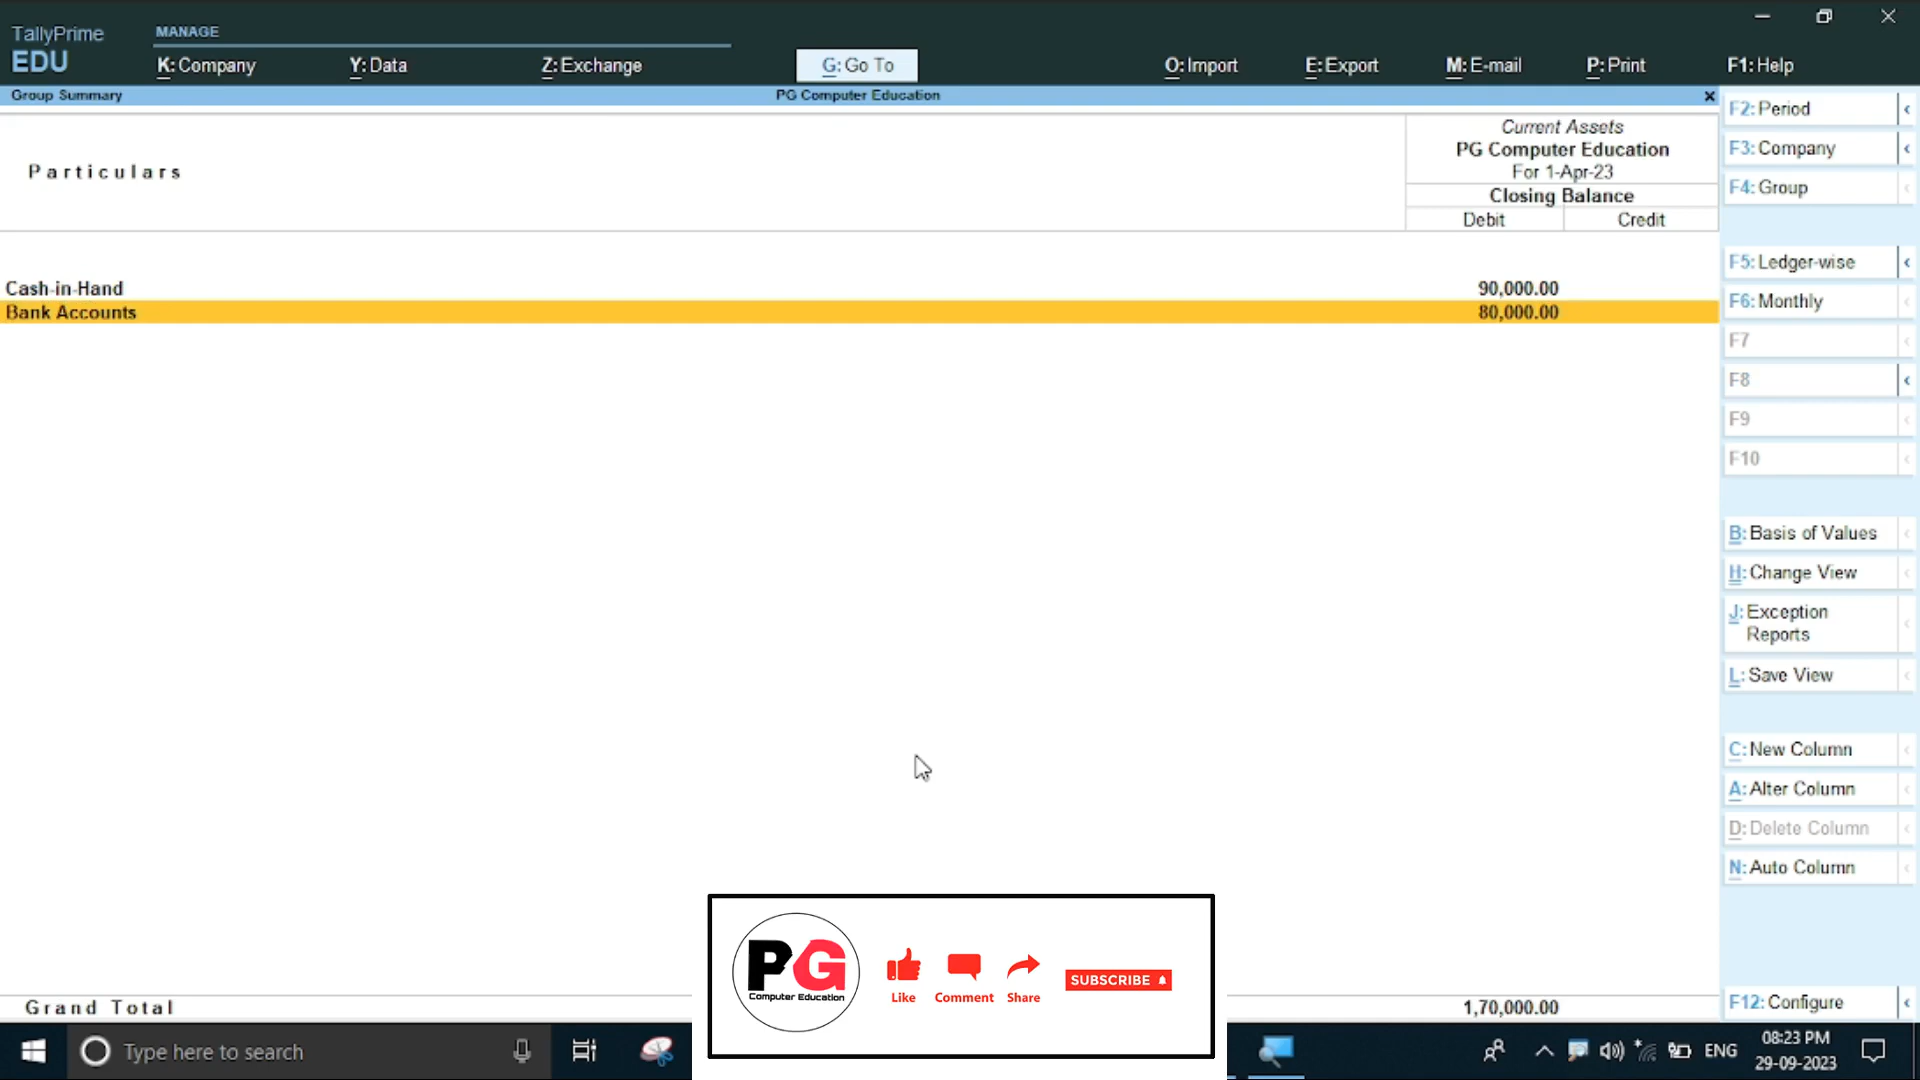 TallyPrime
EDU
MANAGE
K: Company
Y: Data
Z: Exchange
G: Go To
O: Import
E: Export
M: E-mail
P: Print
F1: Help
Group Summary
PG Computer Education
Particulars
Current Assets
PG Computer Education
For 1-Apr-23
Closing Balance
Debit Credit
Cash-in-Hand 90,000.00
Bank Accounts 80,000.00
Grand Total 1,70,000.00
F2: Period
F3: Company
F4: Group
F5: Ledger-wise
F6: Monthly
F7
F8
F9
F10
B: Basis of Values
H: Change View
J: Exception
Reports
L: Save View
C: New Column
A: Alter Column
D: Delete Column
N: Auto Column
F12: Configure
PG
Computer Education
Like
Comment
Share
SUBSCRIBE
Type here to search
ENG
08:23 PM
29-09-2023